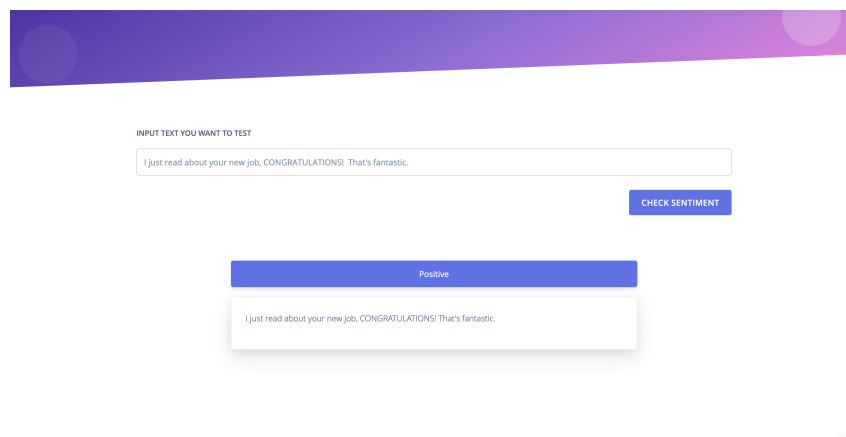 INPUT TEXT YOU WANT TO TEST
I just read about your new job, CONGRATULATIONS!  That's fantastic.
CHECK SENTIMENT
Positive
I just read about your new job, CONGRATULATIONS! That's fantastic.